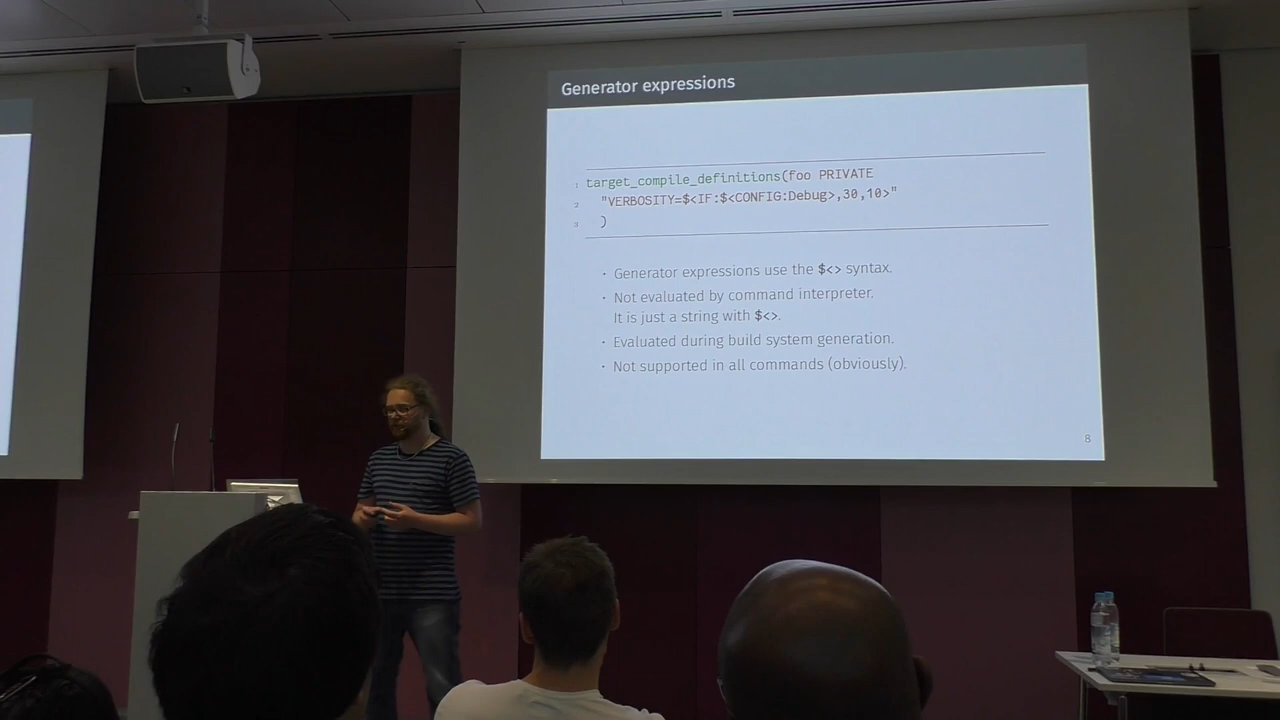 Generator expressions
1 target_compile_definitions(foo PRIVATE
2 "VERBOSITY=$<IF:$<CONFIG:Debug>,30,10>"
3 )
· Generator expressions use the $<> syntax.
· Not evaluated by command interpreter.
It is just a string with $<>.
· Evaluated during build system generation.
· Not supported in all commands (obviously).
8